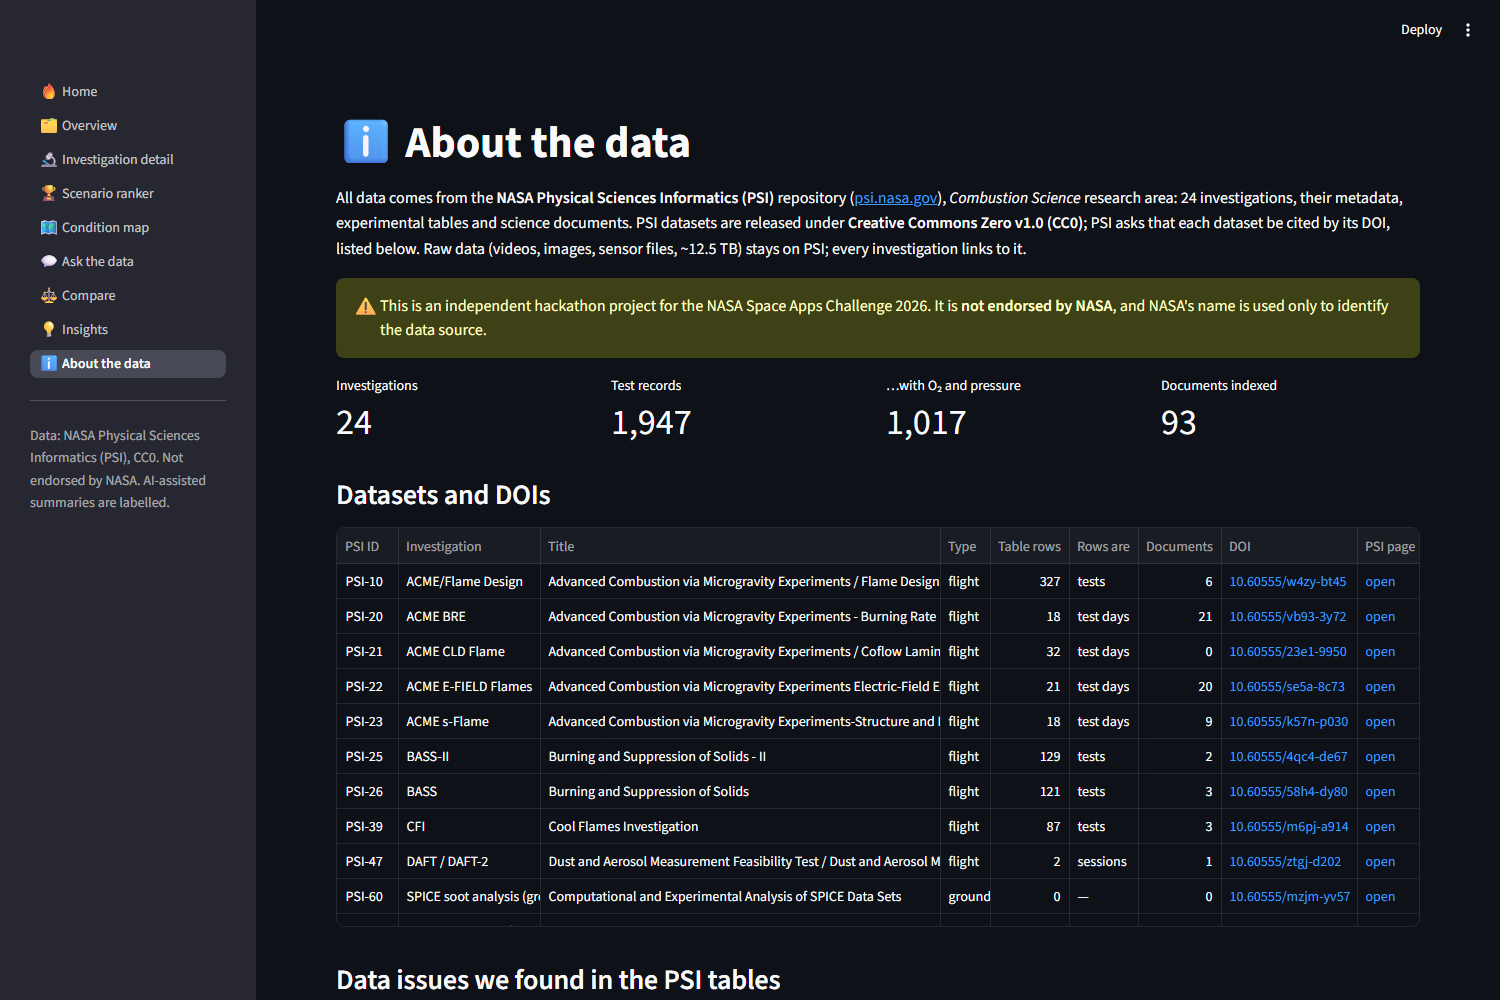 Deploy
Home
Overview
Investigation detail
Scenario ranker
Condition map
Ask the data
Compare
Insights
About the data
Data: NASA Physical Sciences
Informatics (PSI), CC0. Not
endorsed by NASA. AI-assisted
summaries are labelled.
About the data
All data comes from the NASA Physical Sciences Informatics (PSI) repository (psi.nasa.gov), Combustion Science research area: 24 investigations, their metadata,
experimental tables and science documents. PSI datasets are released under Creative Commons Zero v1.0 (CC0); PSI asks that each dataset be cited by its DOI,
listed below. Raw data (videos, images, sensor files, ~12.5 TB) stays on PSI; every investigation links to it.
This is an independent hackathon project for the NASA Space Apps Challenge 2026. It is not endorsed by NASA, and NASA's name is used only to identify
the data source.
Investigations Test records …with O₂ and pressure Documents indexed
24 1,947 1,017 93
Datasets and DOIs
PSI ID Investigation Title Type Table rows Rows are Documents DOI PSI page
PSI-10 ACME/Flame Design Advanced Combustion via Microgravity Experiments / Flame Design flight 327 tests 6 10.60555/w4zy-bt45 open
PSI-20 ACME BRE Advanced Combustion via Microgravity Experiments - Burning Rate flight 18 test days 21 10.60555/vb93-3y72 open
PSI-21 ACME CLD Flame Advanced Combustion via Microgravity Experiments / Coflow Lamin flight 32 test days 0 10.60555/23e1-9950 open
PSI-22 ACME E-FIELD Flames Advanced Combustion via Microgravity Experiments Electric-Field E flight 21 test days 20 10.60555/se5a-8c73 open
PSI-23 ACME s-Flame Advanced Combustion via Microgravity Experiments-Structure and flight 18 test days 9 10.60555/k57n-p030 open
PSI-25 BASS-II Burning and Suppression of Solids - II flight 129 tests 2 10.60555/4qc4-de67 open
PSI-26 BASS Burning and Suppression of Solids flight 121 tests 3 10.60555/58h4-dy80 open
PSI-39 CFI Cool Flames Investigation flight 87 tests 3 10.60555/m6pj-a914 open
PSI-47 DAFT / DAFT-2 Dust and Aerosol Measurement Feasibility Test / Dust and Aerosol M flight 2 sessions 1 10.60555/ztgj-d202 open
PSI-60 SPICE soot analysis (gr Computational and Experimental Analysis of SPICE Data Sets ground 0 — 0 10.60555/mzjm-yv57 open
Data issues we found in the PSI tables